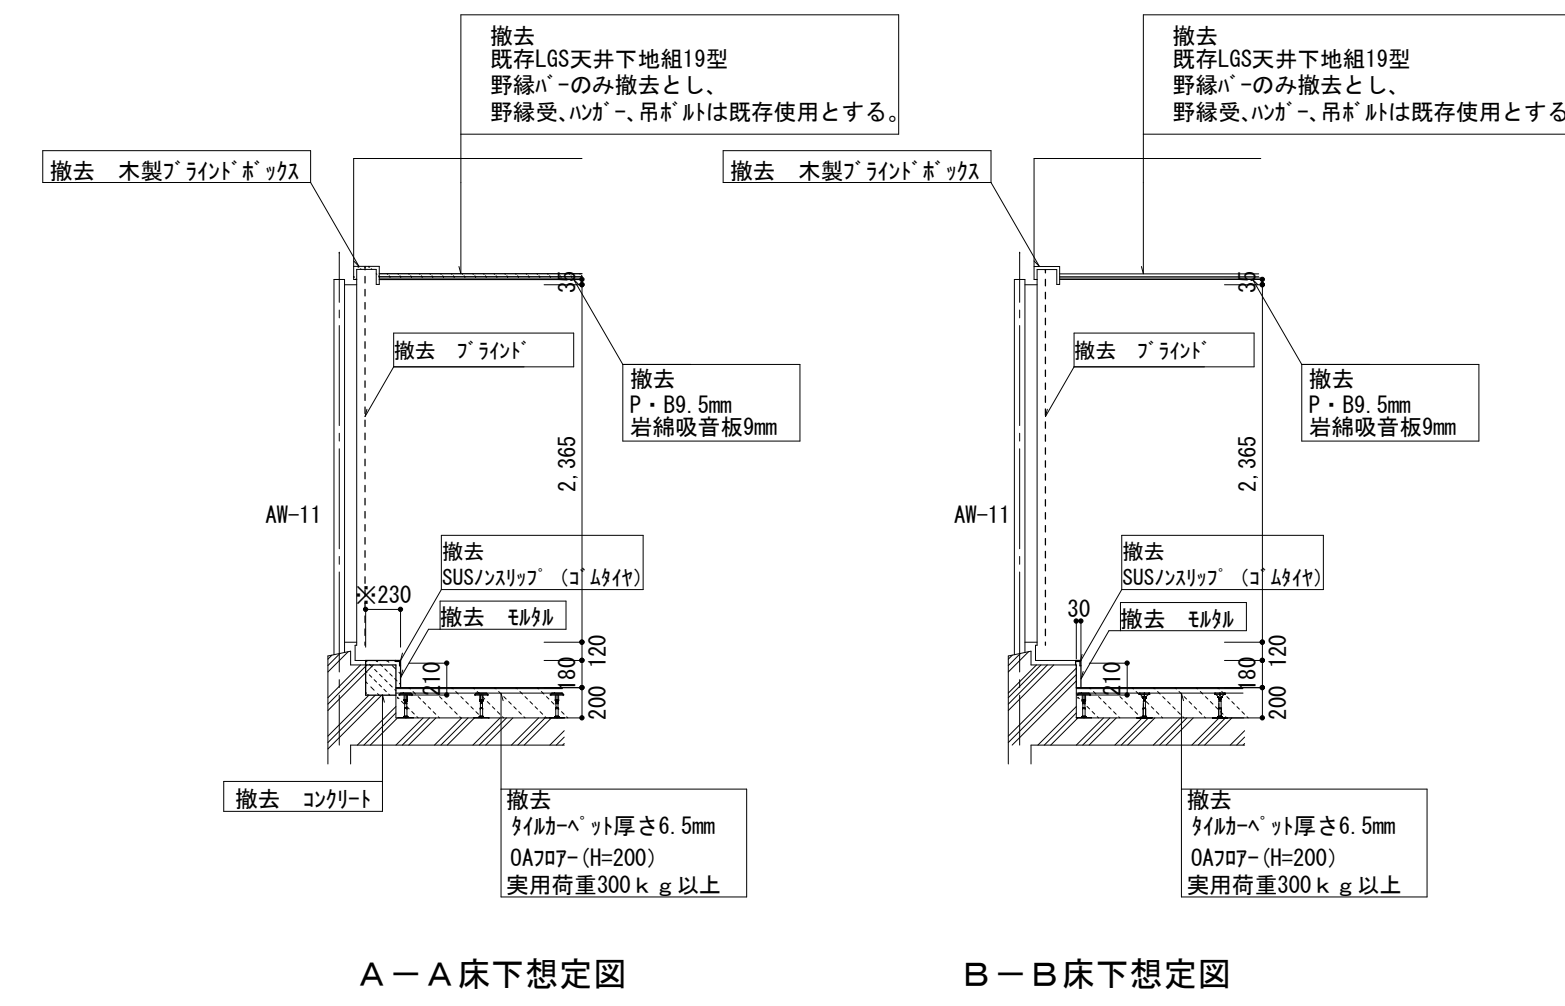 撤去
既存LGS天井下地組19型
野縁ﾊﾞｰのみ撤去とし、
野縁受、ﾊﾝｶﾞｰ、吊ﾎﾞﾙﾄは既存使用とする。
撤去　木製ﾌﾞﾗｲﾝﾄﾞﾎﾞｯｸｽ
35
撤去　ﾌﾞﾗｲﾝﾄﾞ
撤去
P・B9.5mm
岩綿吸音板9mm
2,365
AW-11
撤去
SUSﾉﾝｽﾘｯﾌﾟ（ｺﾞﾑﾀｲﾔ）
※230
撤去　ﾓﾙﾀﾙ
120
180
210
200
撤去　ｺﾝｸﾘｰﾄ
撤去
ﾀｲﾙｶｰﾍﾟｯﾄ厚さ6.5mm
OAﾌﾛｱｰ(H=200)
実用荷重300ｋｇ以上
Ａ－Ａ床下想定図
撤去
既存LGS天井下地組19型
野縁ﾊﾞｰのみ撤去とし、
野縁受、ﾊﾝｶﾞｰ、吊ﾎﾞﾙﾄは既存使用とする
撤去　木製ﾌﾞﾗｲﾝﾄﾞﾎﾞｯｸｽ
35
撤去　ﾌﾞﾗｲﾝﾄﾞ
撤去
P・B9.5mm
岩綿吸音板9mm
2,365
AW-11
撤去
SUSﾉﾝｽﾘｯﾌﾟ（ｺﾞﾑﾀｲﾔ）
30
撤去　ﾓﾙﾀﾙ
120
180
210
200
撤去
ﾀｲﾙｶｰﾍﾟｯﾄ厚さ6.5mm
OAﾌﾛｱｰ(H=200)
実用荷重300ｋｇ以上
Ｂ－Ｂ床下想定図